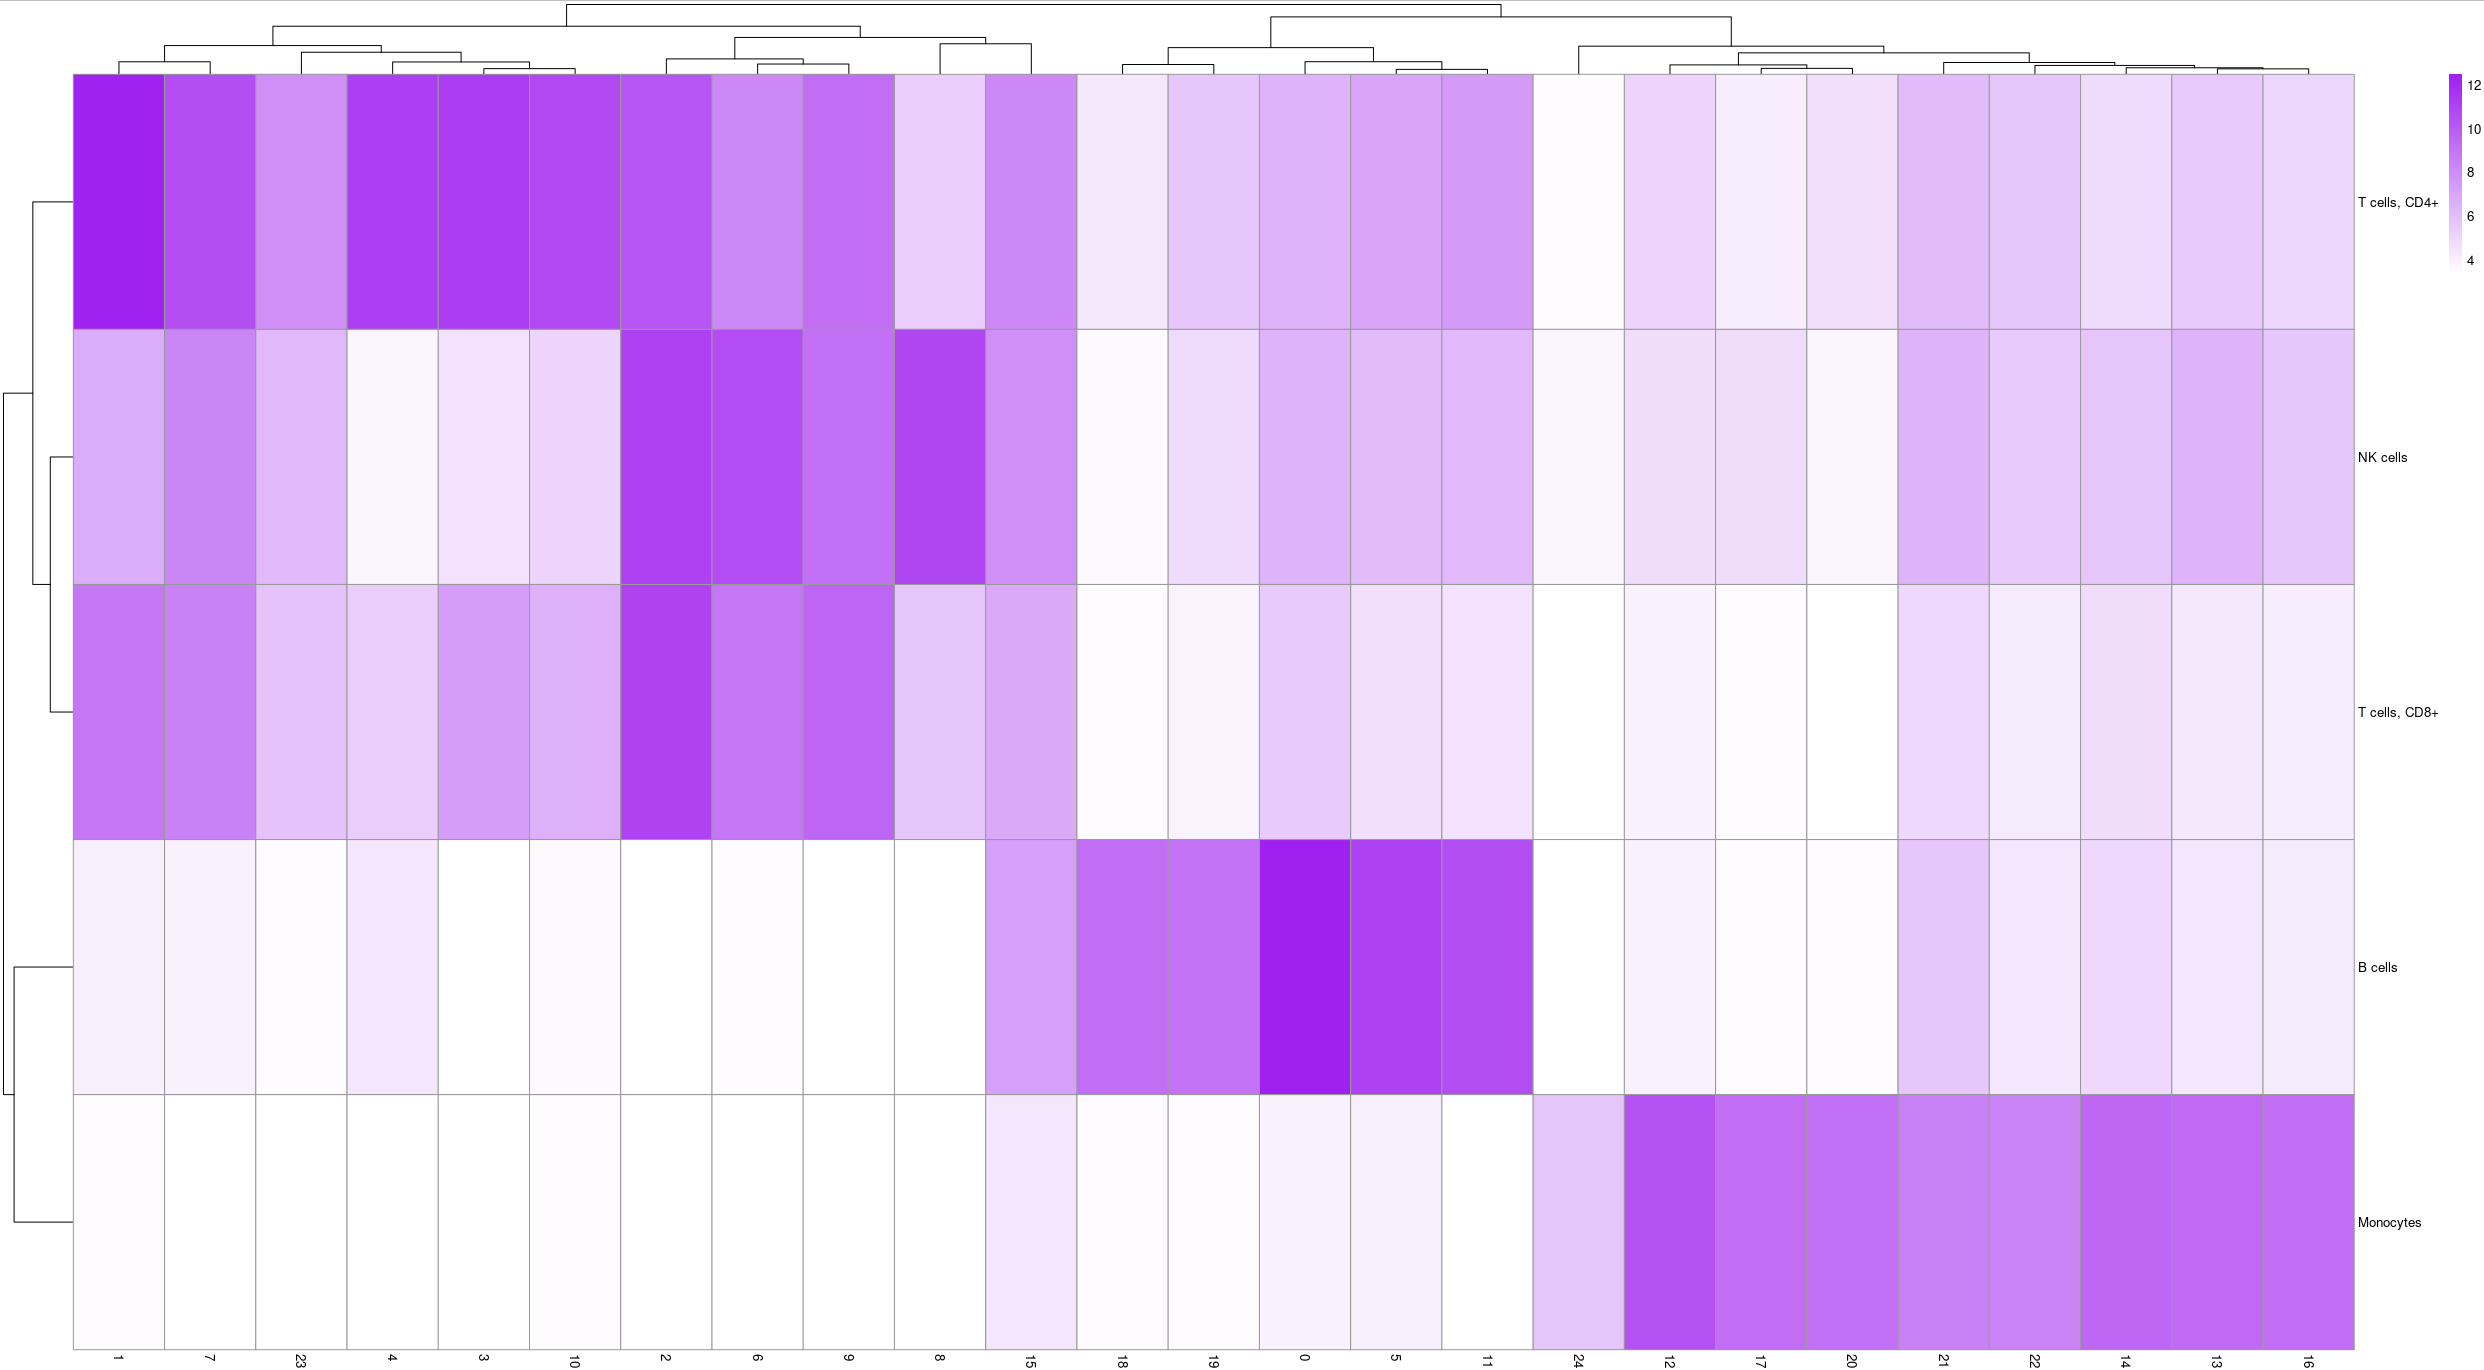 12
10
8
6
4
T cells, CD4+
NK cells
T cells, CD8+
B cells
Monocytes
1 7 23 4 3 10 2 6 9 8 15 18 19 0 5 11 24 12 17 20 21 22 14 13 16